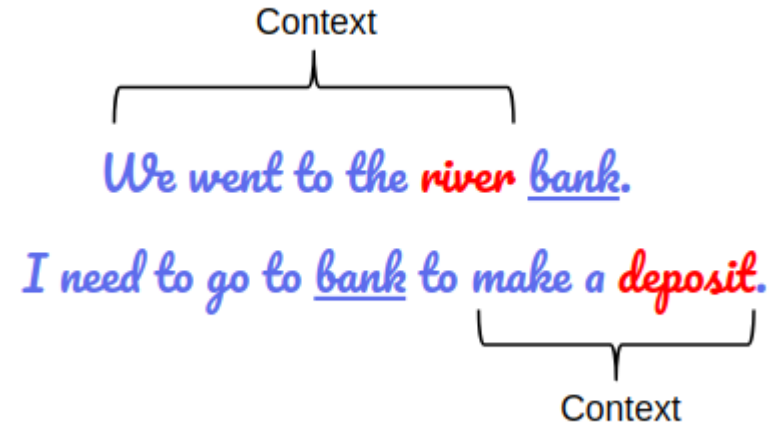 Context
We went to the river bank.
I need to go to bank to make a deposit.
Context